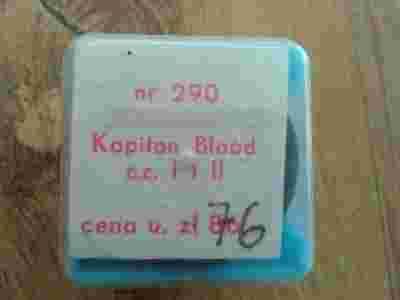 nr 290
Kapitan Blood
c.c. I i II
cena u. zł 76